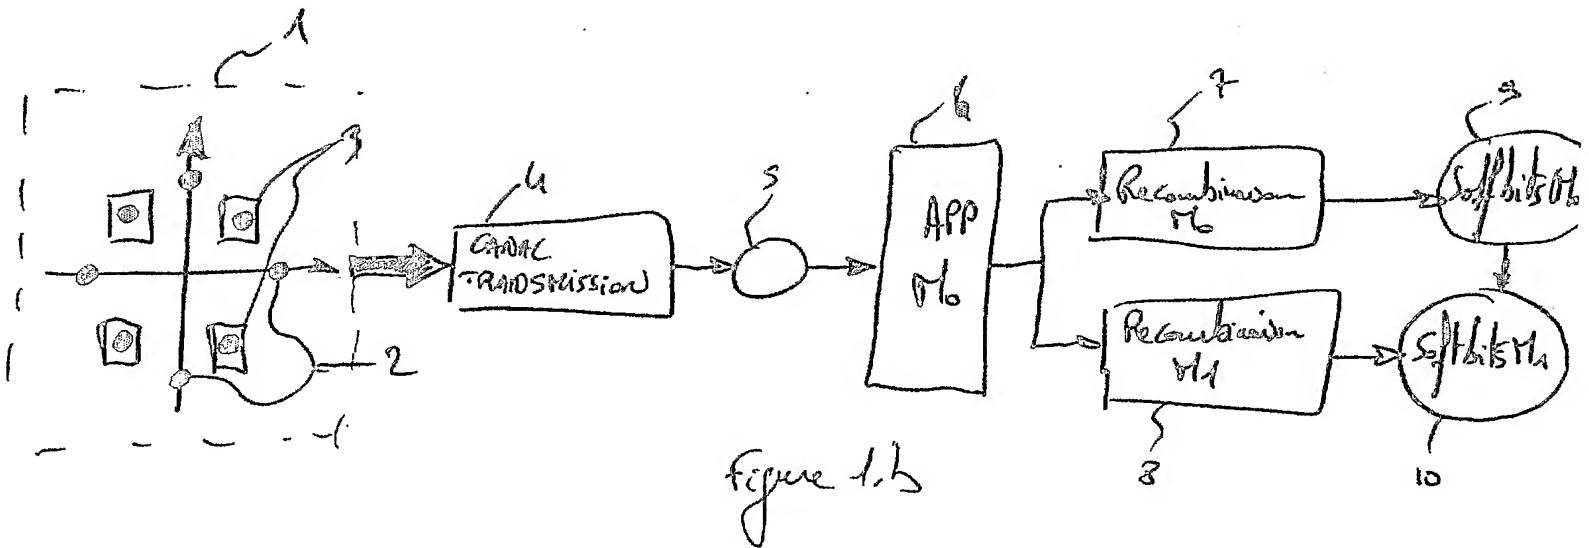 1
3
2
4
CANAL
TRANSMISSION
5
6
APP
M0
7
Recombinaison
M0
9
Softbits M0
8
Recombinaison
M1
10
Softbits M1
Figure 1.b